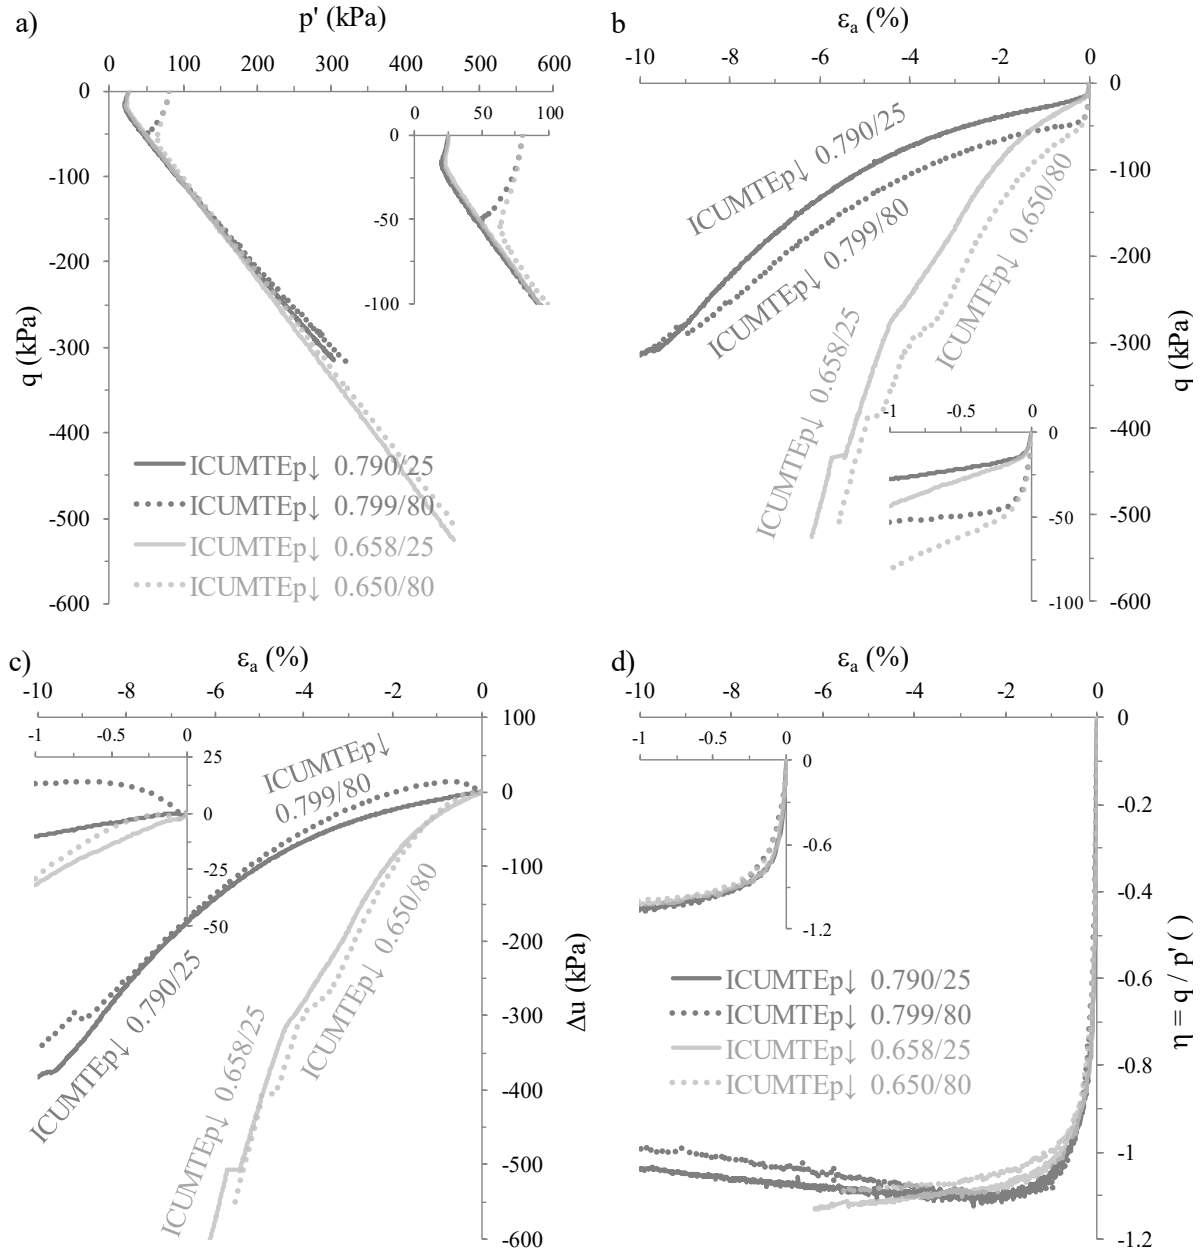 a)
p' (kPa)
0 100 200 300 400 500 600
0
-100
-200
-300
-400
-500
-600
q (kPa)
0 50 100
0
-50
-100
ICUMTEp↓ 0.790/25
ICUMTEp↓ 0.799/80
ICUMTEp↓ 0.658/25
ICUMTEp↓ 0.650/80
b)
εa (%)
-10 -8 -6 -4 -2 0
0
-100
-200
-300
-400
-500
-600
q (kPa)
ICUMTEp↓ 0.790/25
ICUMTEp↓ 0.799/80
ICUMTEp↓ 0.658/25
ICUMTEp↓ 0.650/80
-1 -0.5 0
0
-50
-100
c)
εa (%)
-10 -8 -6 -4 -2 0
100
0
-100
-200
-300
-400
-500
-600
Δu (kPa)
-1 -0.5 0
25
0
-25
-50
ICUMTEp↓
0.799/80
ICUMTEp↓ 0.790/25
ICUMTEp↓ 0.658/25
ICUMTEp↓ 0.650/80
d)
εa (%)
-10 -8 -6 -4 -2 0
0
-0.2
-0.4
-0.6
-0.8
-1
-1.2
η = q / p' ( )
-1 -0.5 0
0
-0.6
-1.2
ICUMTEp↓ 0.790/25
ICUMTEp↓ 0.799/80
ICUMTEp↓ 0.658/25
ICUMTEp↓ 0.650/80